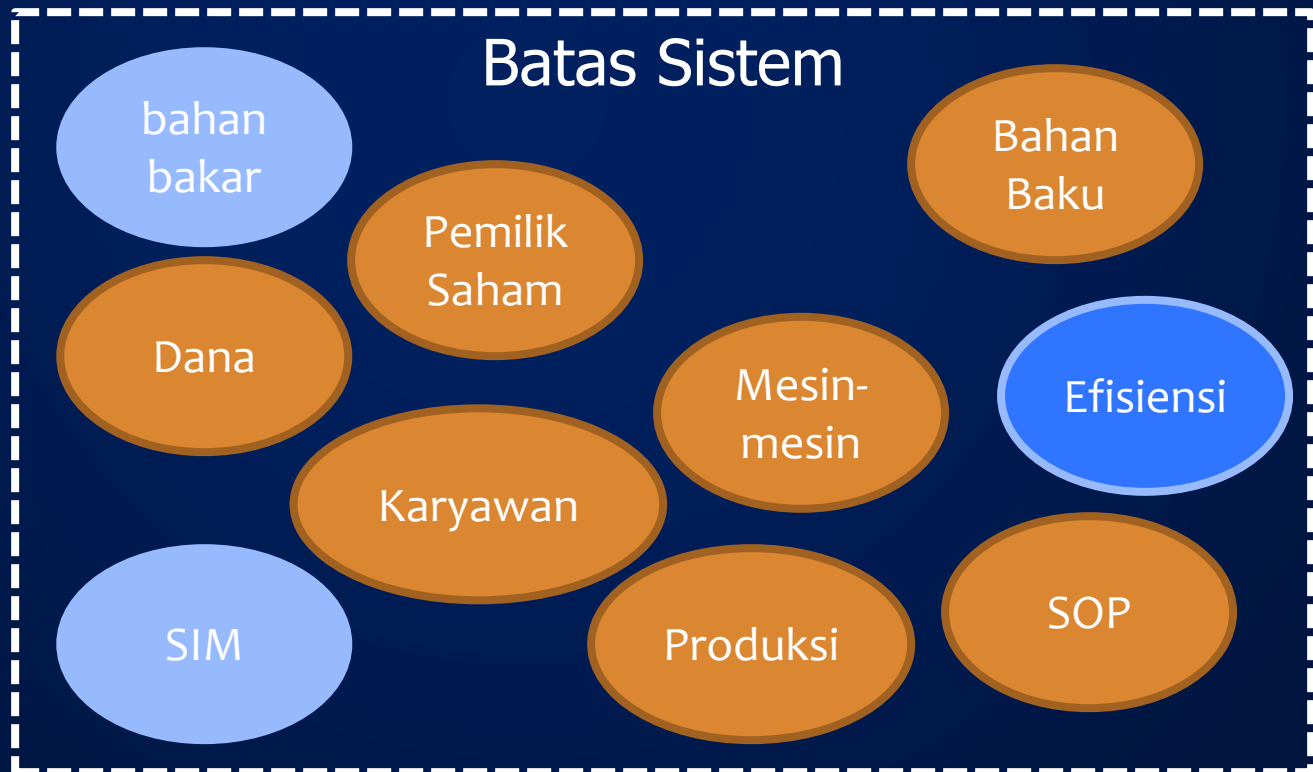 Batas Sistem
bahan
bakar
Bahan
Baku
Pemilik
Saham
Dana
Mesin-
mesin
Efisiensi
Karyawan
SIM
Produksi
SOP